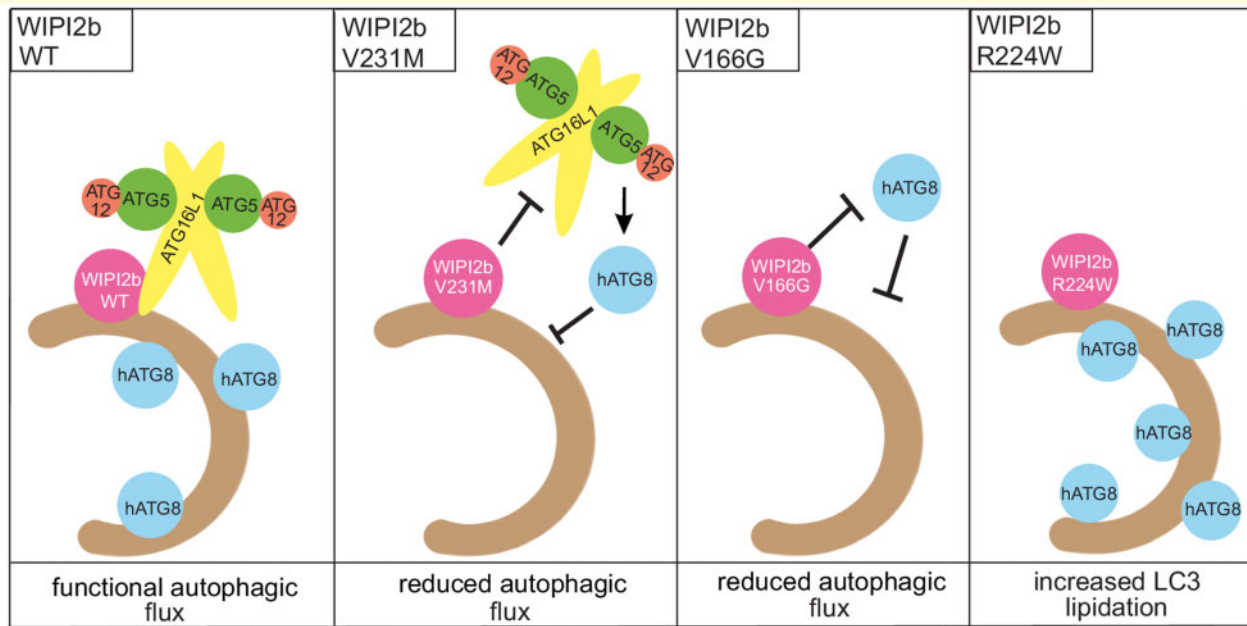 WIPI2b
WT
ATG
12
ATG5
ATG16L1
ATG5
ATG
12
WIPI2b
WT
hATG8
hATG8
hATG8
functional autophagic
flux
WIPI2b
V231M
ATG
12
ATG5
ATG16L1
ATG5
ATG
12
WIPI2b
V231M
hATG8
reduced autophagic
flux
WIPI2b
V166G
hATG8
WIPI2b
V166G
reduced autophagic
flux
WIPI2b
R224W
WIPI2b
R224W
hATG8
hATG8
hATG8
hATG8
hATG8
increased LC3
lipidation